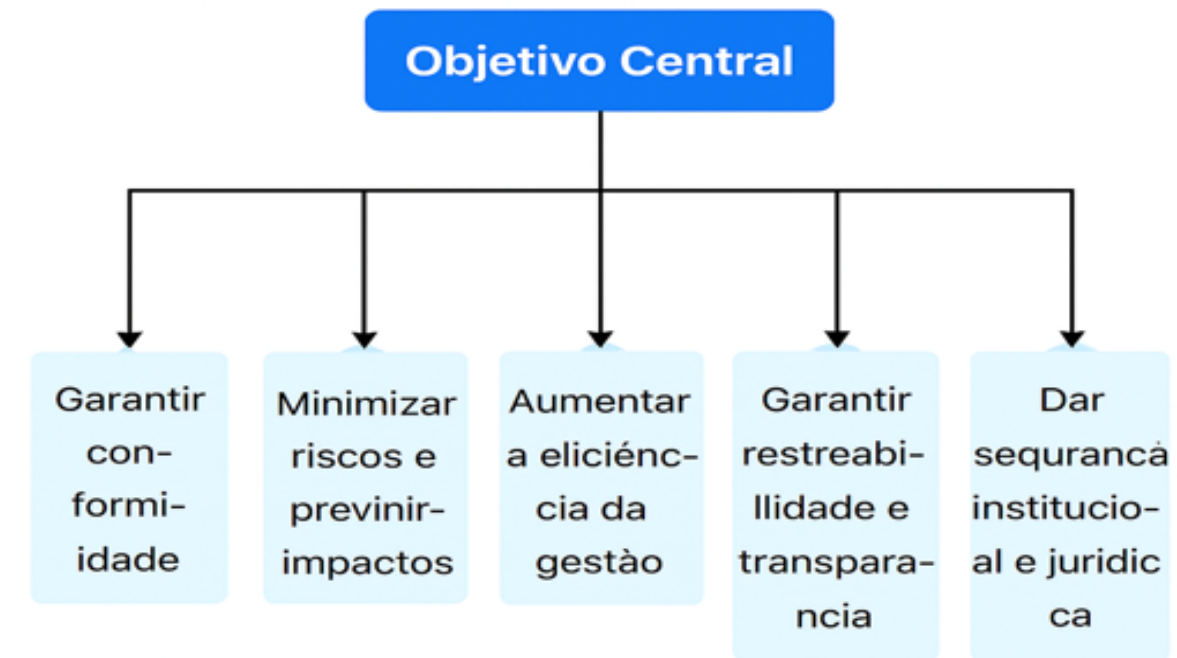 Objetivo Central
Garantir
con-
formi-
idade
Minimizar
riscos e
previnir-
impactos
Aumentar
a eliciénc-
cia da
gestào
Garantir
restreabi-
llidade e
transpara-
ncia
Dar
sequrancá
institucio-
al e juridic
ca